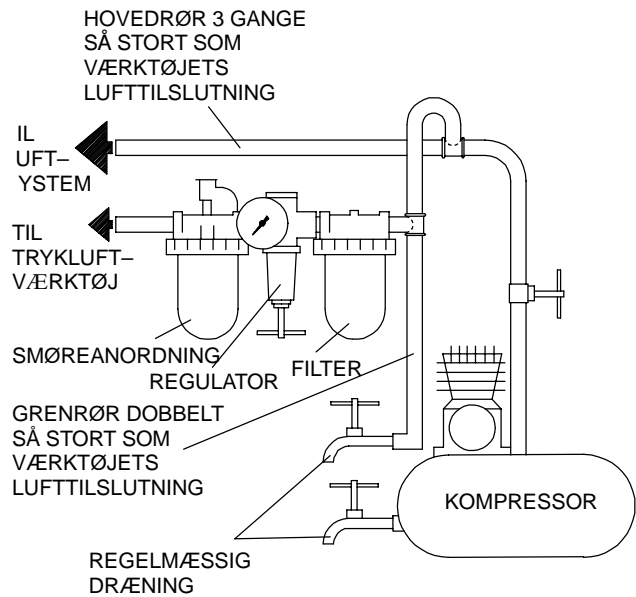 HOVEDRØR 3 GANGE
SÅ STORT SOM
VÆRKTØJETS
LUFTTILSLUTNING
IL
UFT–
YSTEM
TIL
TRYKLUFT–
VÆRKTØJ
SMØREANORDNING
REGULATOR
FILTER
GRENRØR DOBBELT
SÅ STORT SOM
VÆRKTØJETS
LUFTTILSLUTNING
KOMPRESSOR
REGELMÆSSIG
DRÆNING